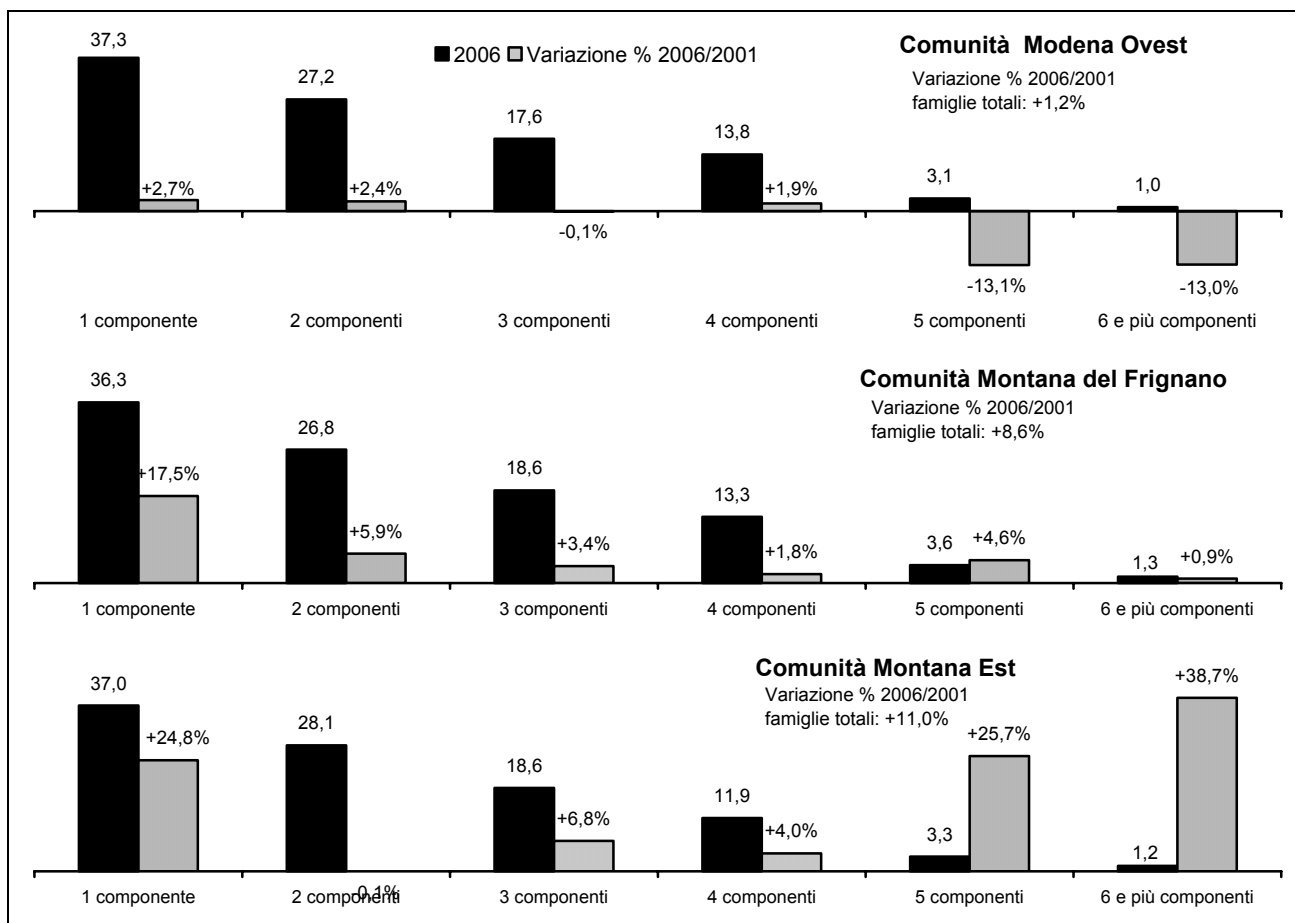 37,3
27,2
17,6
13,8
3,1
1,0
2006 Variazione % 2006/2001
Comunità Modena Ovest
Variazione % 2006/2001
famiglie totali: +1,2%
+2,7%
+2,4%
-0,1%
+1,9%
-13,1%
-13,0%
1 componente
2 componenti
3 componenti
4 componenti
5 componenti
6 e più componenti
Comunità Montana del Frignano
Variazione % 2006/2001
famiglie totali: +8,6%
36,3
26,8
18,6
13,3
3,6
1,3
+17,5%
+5,9%
+3,4%
+1,8%
+4,6%
+0,9%
1 componente
2 componenti
3 componenti
4 componenti
5 componenti
6 e più componenti
Comunità Montana Est
Variazione % 2006/2001
famiglie totali: +11,0%
37,0
28,1
18,6
11,9
3,3
1,2
+24,8%
-0,1%
+6,8%
+4,0%
+25,7%
+38,7%
1 componente
2 componenti
3 componenti
4 componenti
5 componenti
6 e più componenti